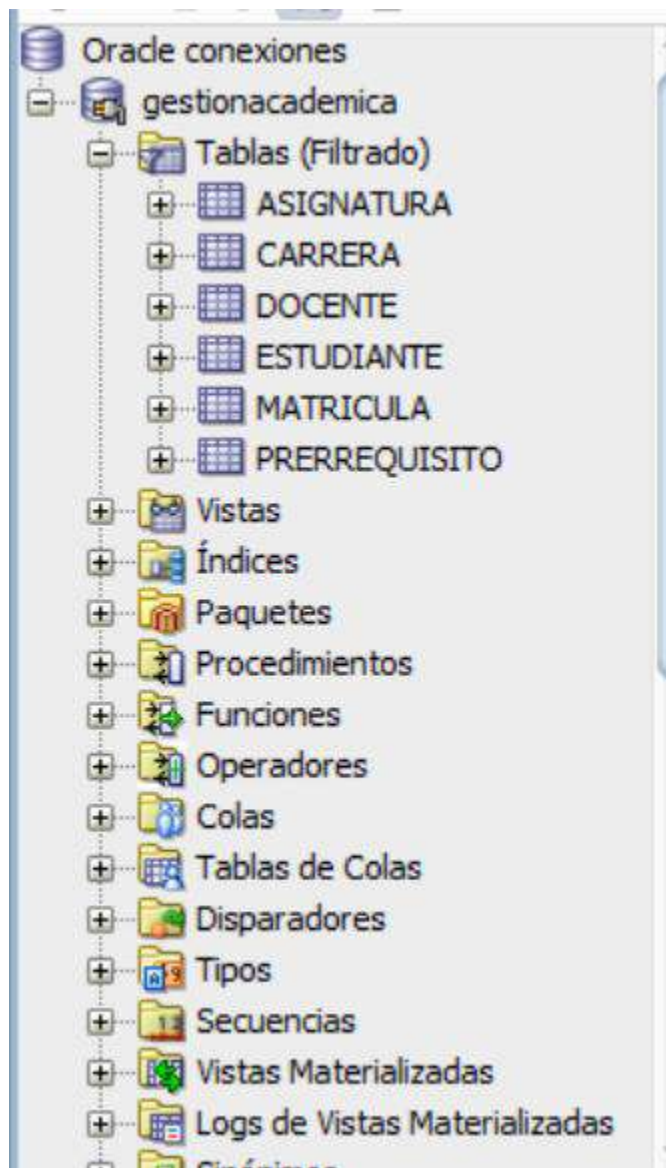 Oracle conexiones
gestionacademica
Tablas (Filtrado)
ASIGNATURA
CARRERA
DOCENTE
ESTUDIANTE
MATRICULA
PRERREQUISITO
Vistas
Índices
Paquetes
Procedimientos
Funciones
Operadores
Colas
Tablas de Colas
Disparadores
Tipos
Secuencias
Vistas Materializadas
Logs de Vistas Materializadas